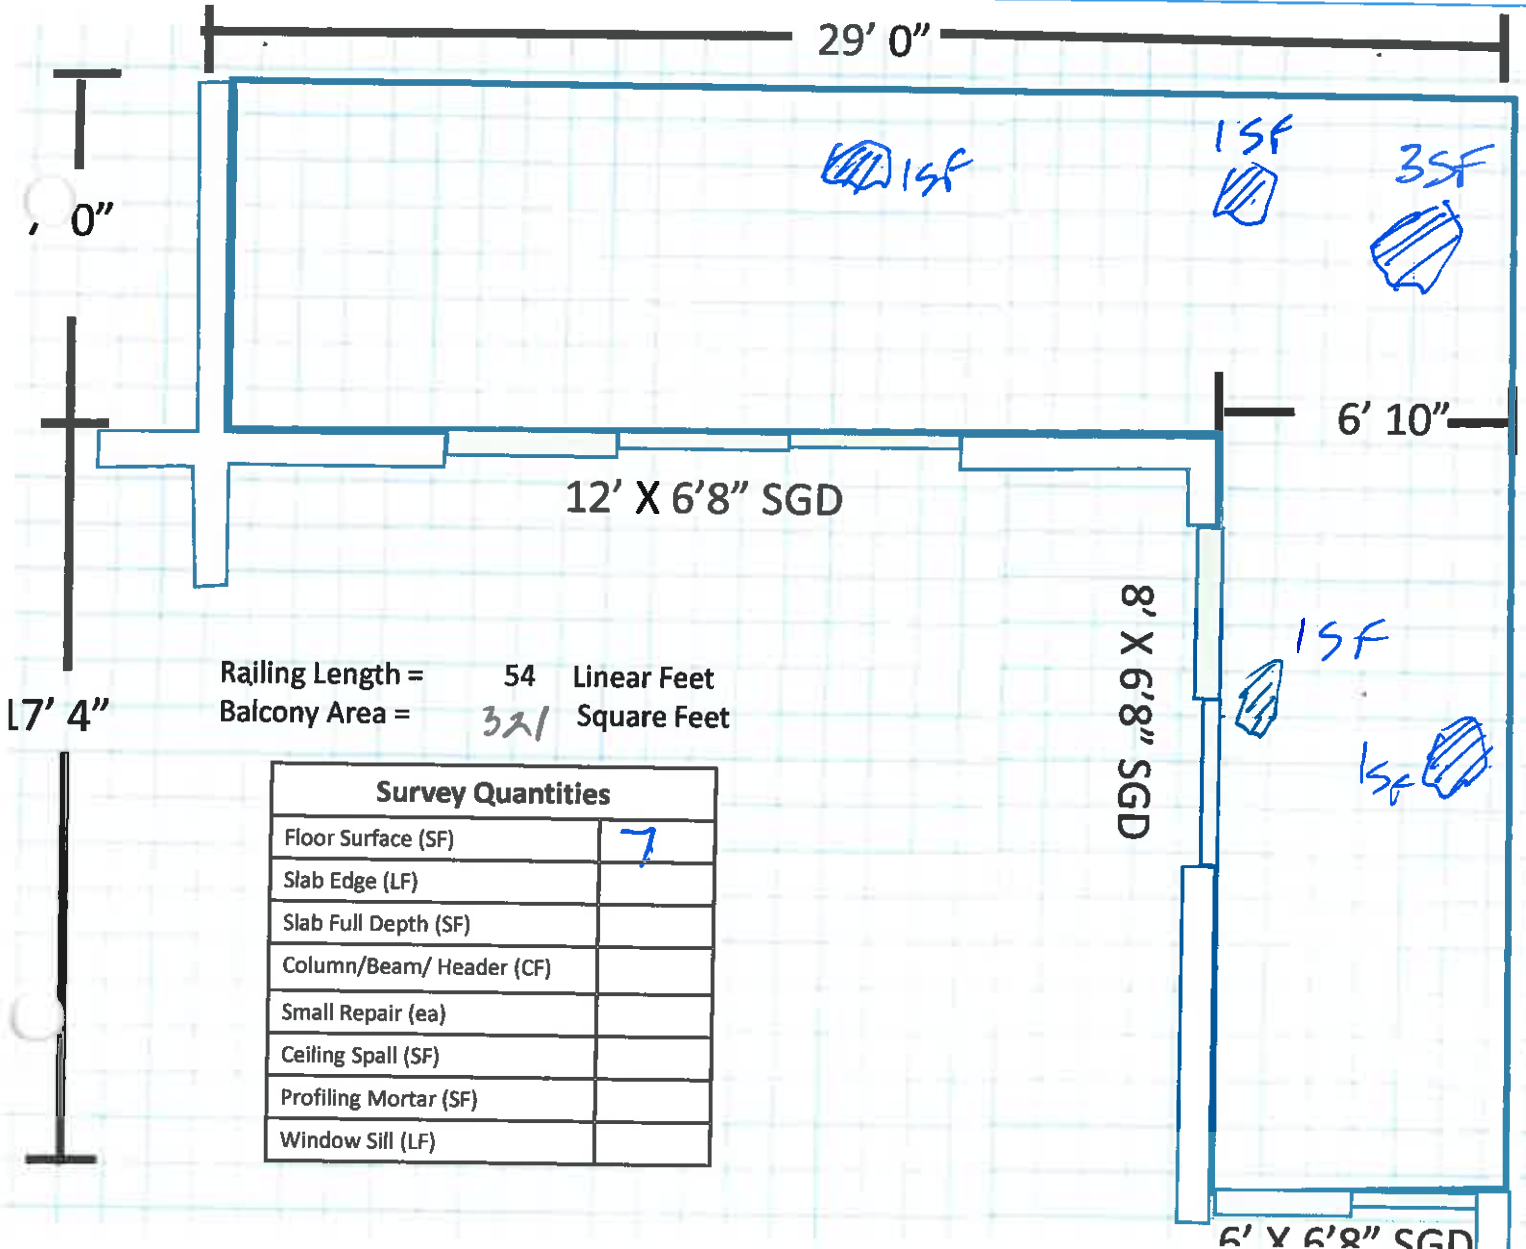 29' 0"
1SF
1SF
3SF
, 0"
6' 10"
12' X 6'8" SGD
8' X 6'8" SGD
1SF
1SF
Railing Length = 54 Linear Feet
Balcony Area = 321 Square Feet
17' 4"
Survey Quantities
Floor Surface (SF) 7
Slab Edge (LF)
Slab Full Depth (SF)
Column/Beam/ Header (CF)
Small Repair (ea)
Ceiling Spall (SF)
Profiling Mortar (SF)
Window Sill (LF)
6' X 6'8" SGD